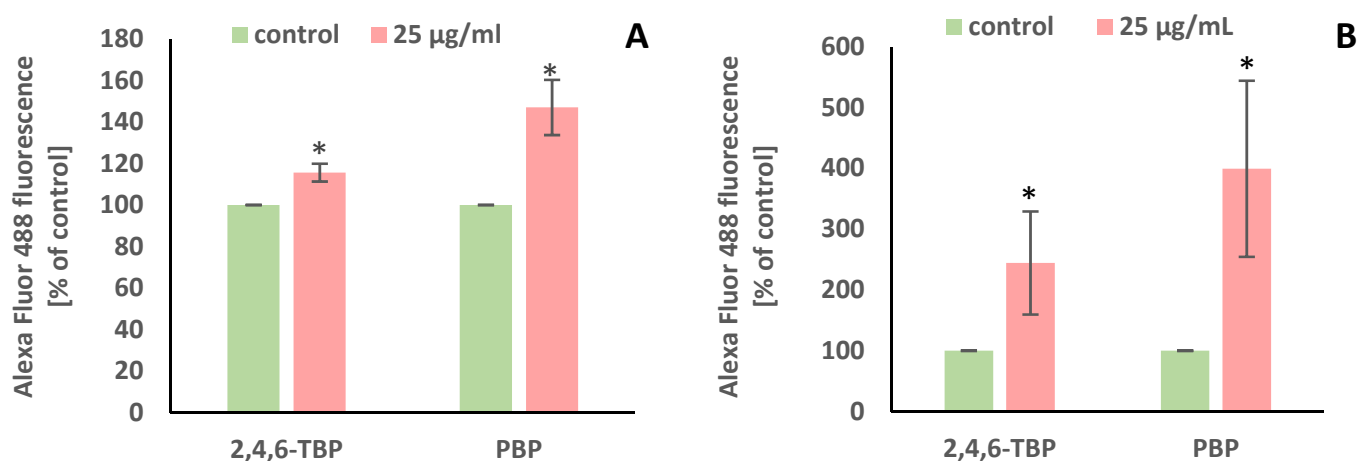 control 25 µg/ml A
Alexa Fluor 488 fluorescence
[% of control]
180
160
140
120
100
80
60
40
20
0
*
*
2,4,6-TBP PBP
control 25 µg/mL B
Alexa Fluor 488 fluorescence
[% of control]
600
500
400
300
200
100
0
*
*
2,4,6-TBP PBP